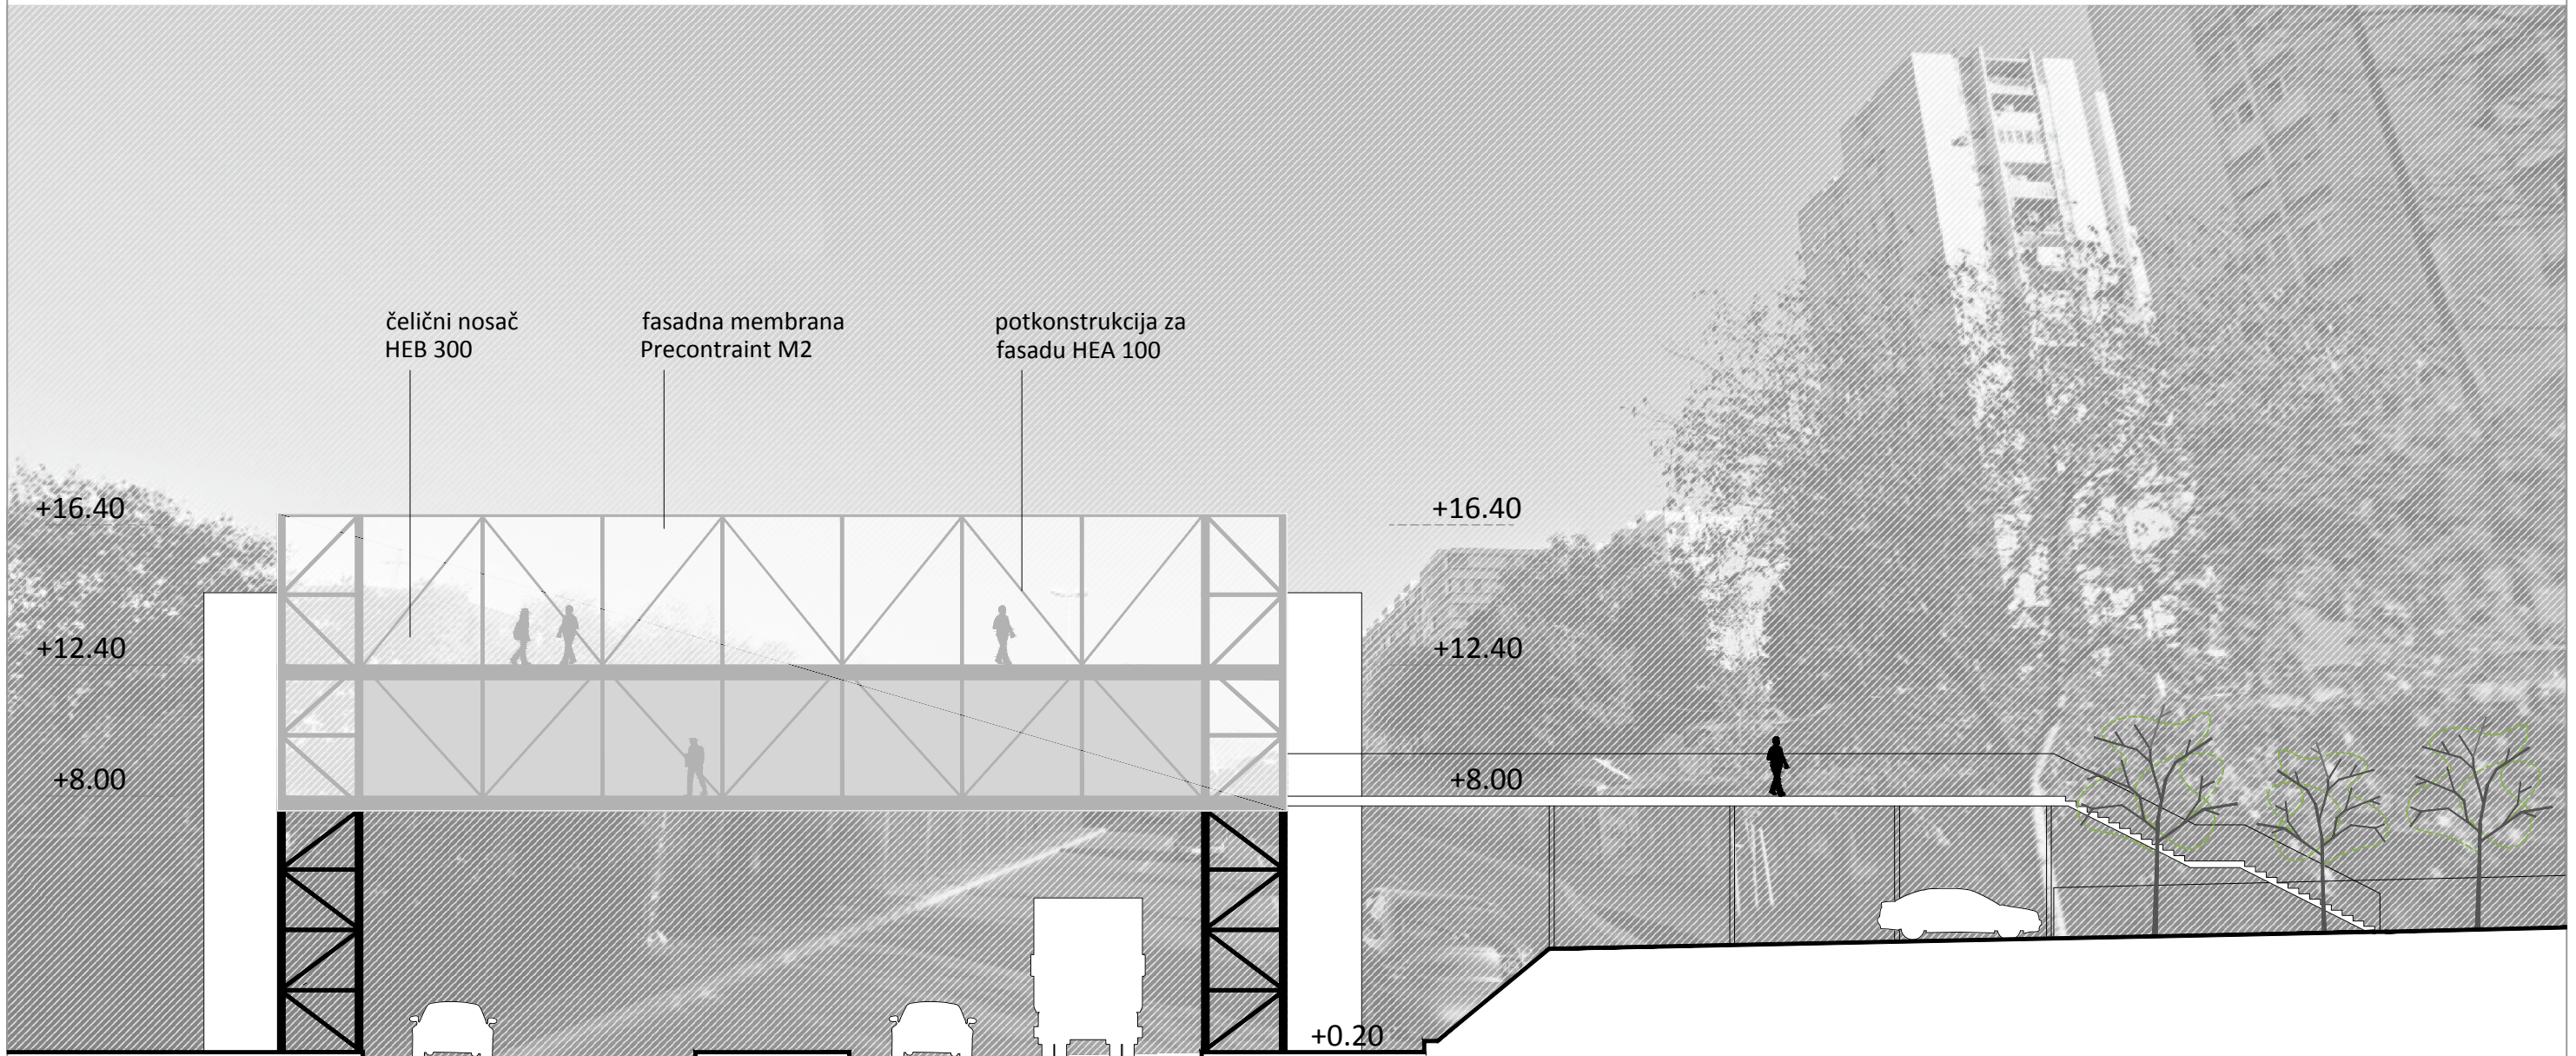 čelični nosač
HEB 300
fasadna membrana
Precontraint M2
potkonstrukcija za
fasadu HEA 100
+16.40
+16.40
+12.40
+12.40
+8.00
+8.00
+0.20